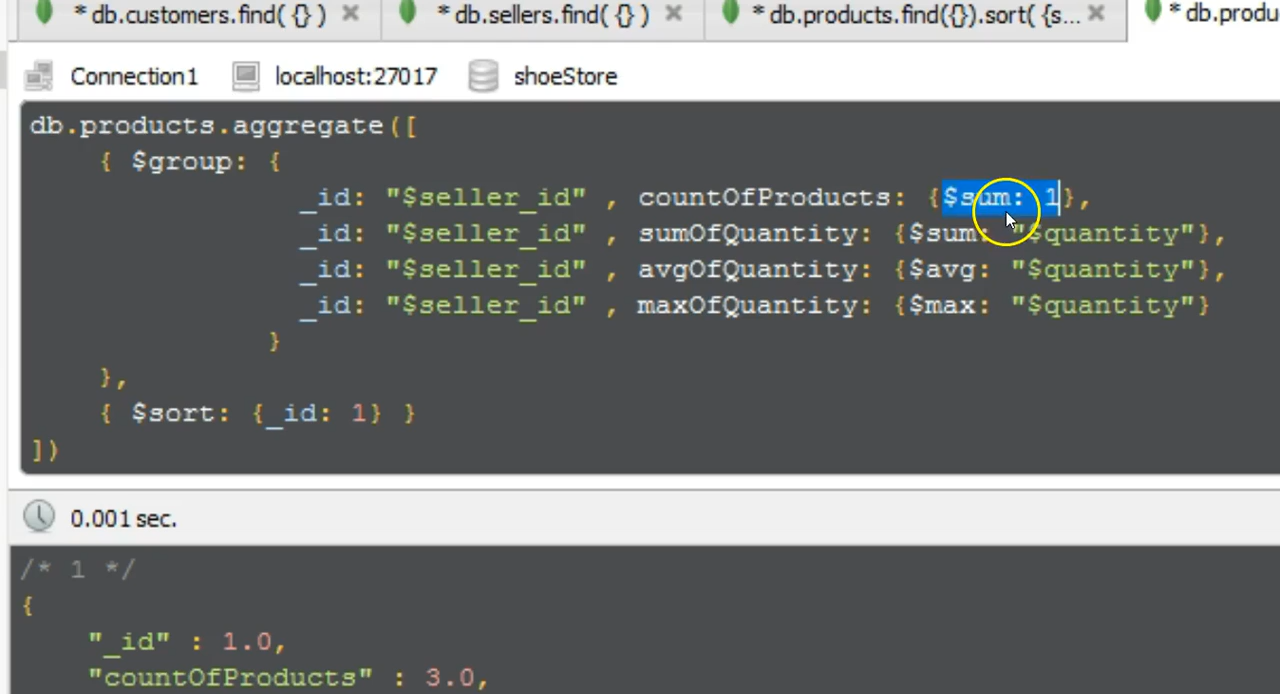 * db.customers.find( {} ) * db.sellers.find( {} ) * db.products.find({}).sort( {s... * db.produ
Connection1 localhost:27017 shoeStore
db.products.aggregate([
{ $group: {
_id: "$seller_id" , countOfProducts: {$sum: 1},
_id: "$seller_id" , sumOfQuantity: {$sum: "$quantity"},
_id: "$seller_id" , avgOfQuantity: {$avg: "$quantity"},
_id: "$seller_id" , maxOfQuantity: {$max: "$quantity"}
}
},
{ $sort: {_id: 1} }
])
0.001 sec.
/* 1 */
{
"_id" : 1.0,
"countOfProducts" : 3.0,